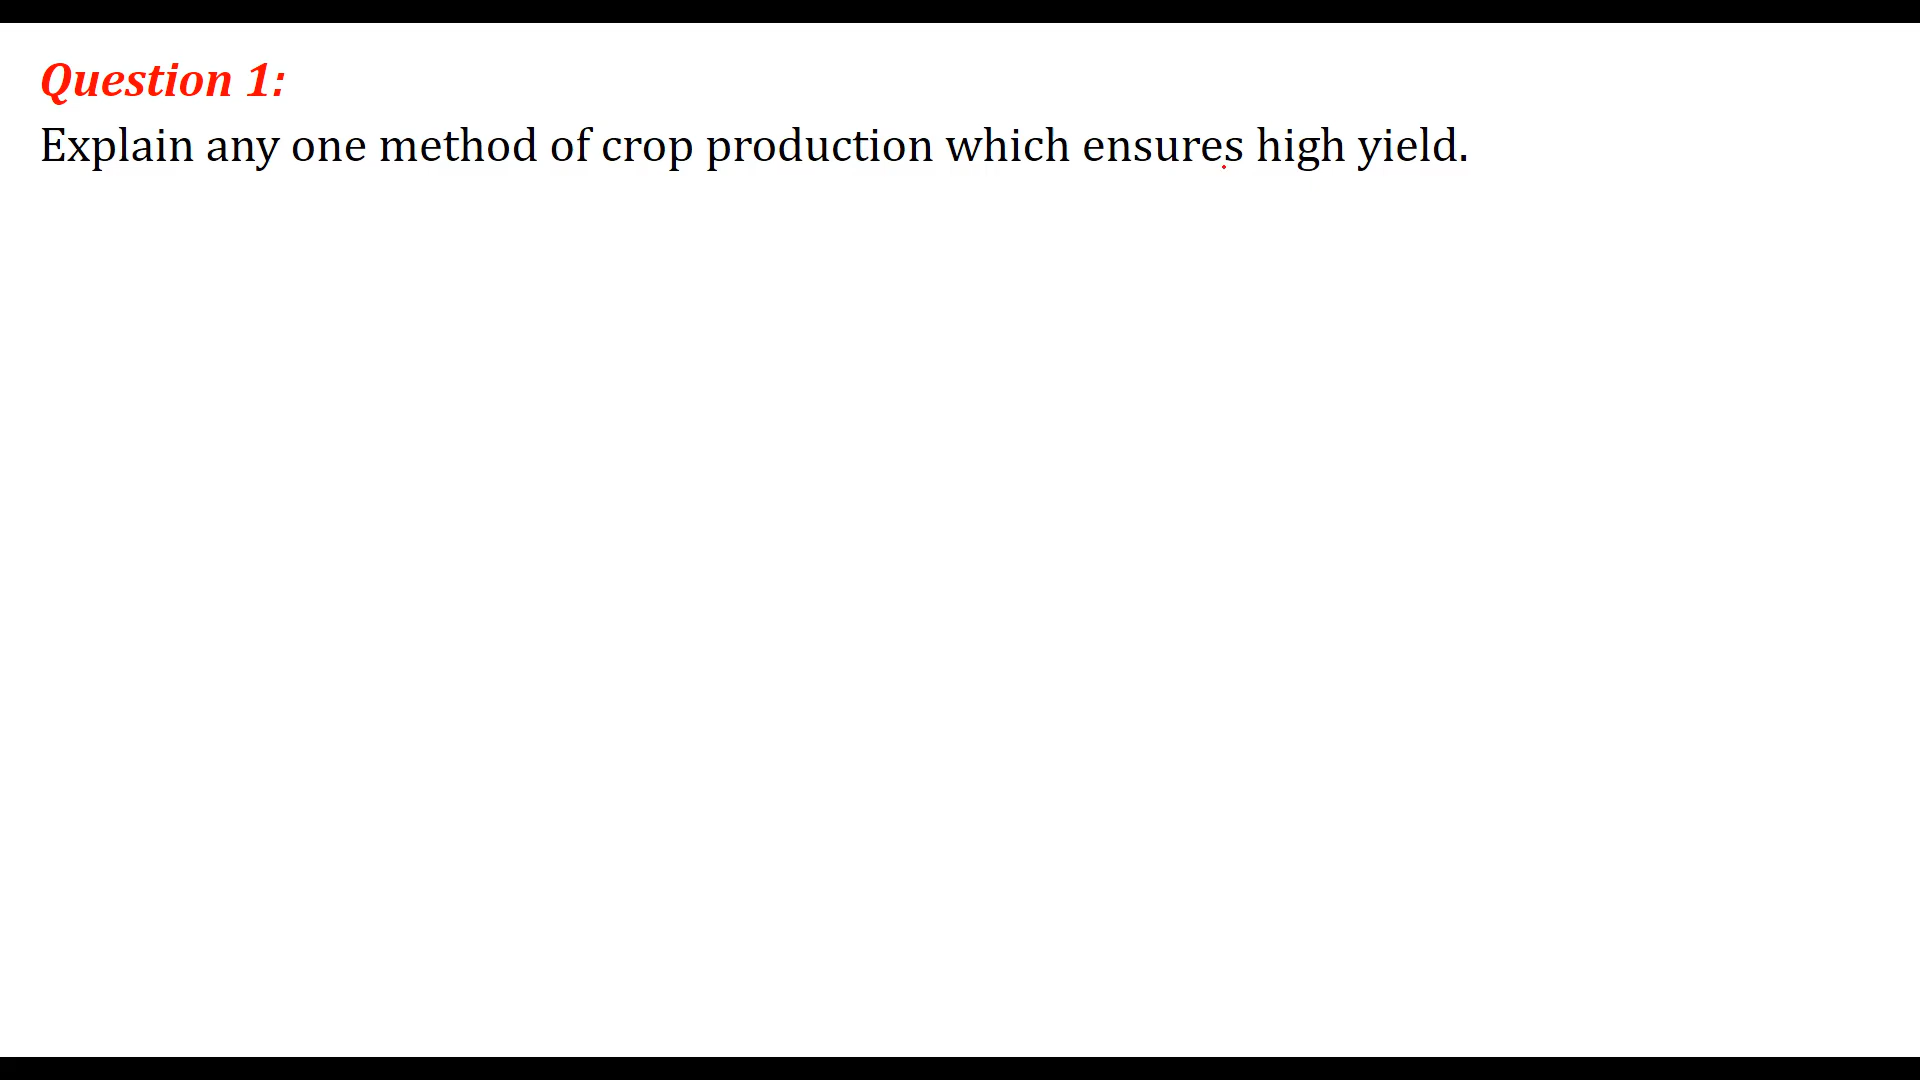 Question 1:
Explain any one method of crop production which ensures high yield.